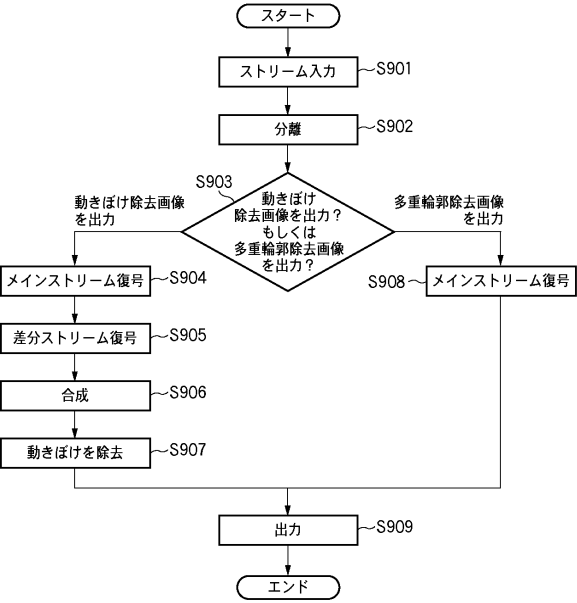 スタート
ストリーム入力
S901
分離
S902
S903
動きぼけ
除去画像を出力？
もしくは
多重輪郭除去画像
を出力？
動きぼけ除去画像
を出力
多重輪郭除去画像
を出力
メインストリーム復号
S904
S908
メインストリーム復号
差分ストリーム復号
S905
合成
S906
動きぼけを除去
S907
出力
S909
エンド